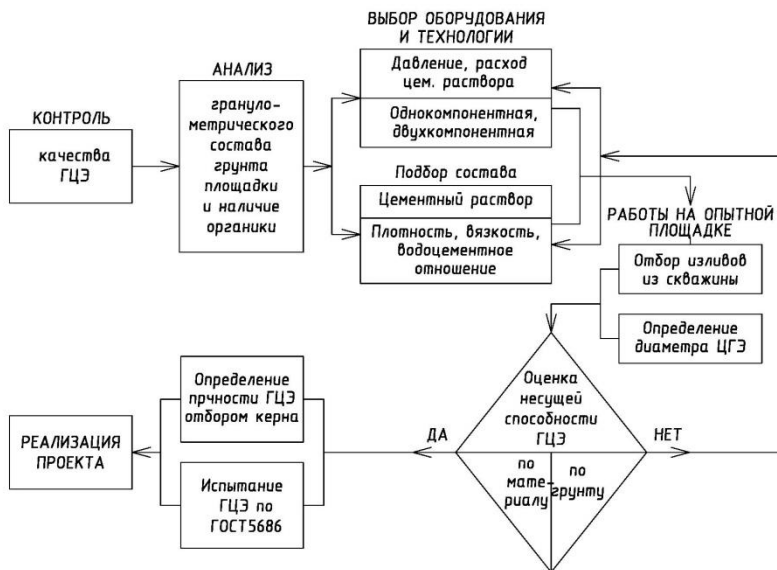 КОНТРОЛЬ
качества
ГЦЭ
АНАЛИЗ
грануло-
метрического
состава
грунта
площадки
и наличие
органики
ВЫБОР ОБОРУДОВАНИЯ
И ТЕХНОЛОГИИ
Давление, расход
цем. раствора
Однокомпонентная,
двухкомпонентная
Подбор состава
Цементный раствор
Плотность, вязкость,
водоцементное
отношение
РАБОТЫ НА ОПЫТНОЙ
ПЛОЩАДКЕ
Отбор изливов
из скважины
Определение
диаметра ЦГЭ
Оценка
несущей
способности
ГЦЭ
по
мате-
риалу
по
грунту
ДА
НЕТ
Определение
прчности ГЦЭ
отбором керна
Испытание
ГЦЭ по
ГОСТ5686
РЕАЛИЗАЦИЯ
ПРОЕКТА